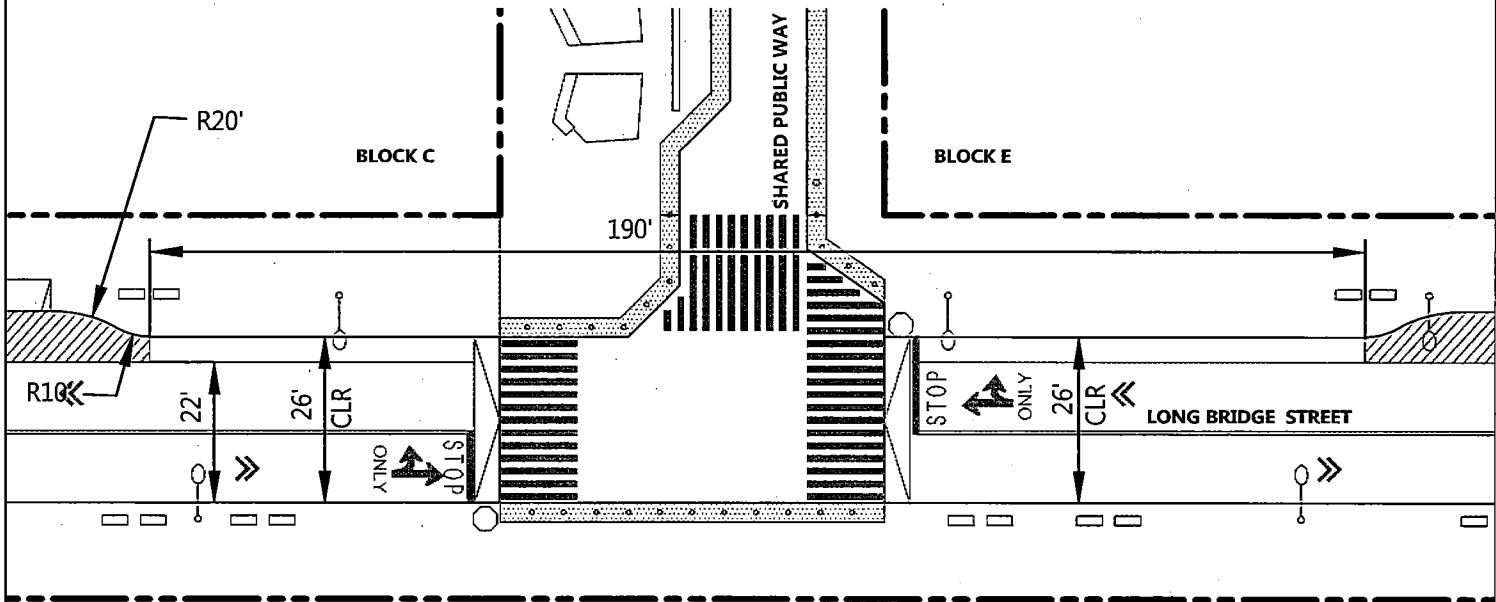 SHARED PUBLIC WAY
R20'
BLOCK C
BLOCK E
190'
R10'
22'
26'
CLR
STOP
ONLY
26'
CLR
LONG BRIDGE STREET
ONLY
STOP